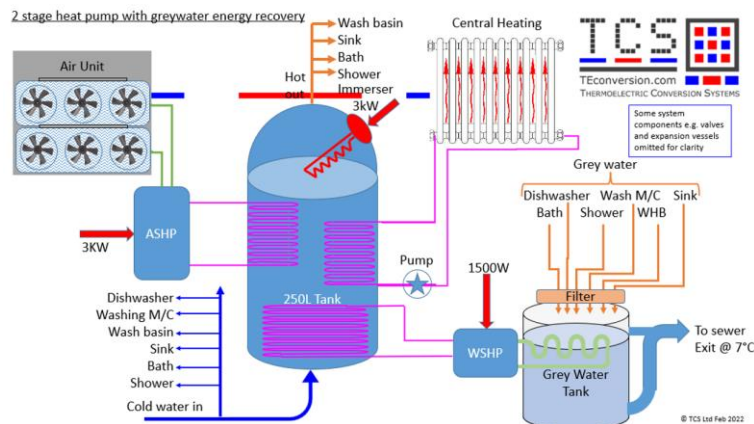 2 stage heat pump with greywater energy recovery
Air Unit
Hot
out
Wash basin
Sink
Bath
Shower
Immerser
3kW
Central Heating
TCS
TEconversion.com
Thermoelectric Conversion Systems
Some system
components e.g. valves
and expansion vessels
omitted for clarity
Grey water
Dishwasher
Wash M/C
Sink
Bath
Shower
WHB
ASHP
3KW
Pump
1500W
Filter
250L Tank
WSHP
Grey Water
Tank
To sewer
Exit @ 7°C
Dishwasher
Washing M/C
Wash basin
Sink
Bath
Shower
Cold water in
© TCS Ltd Feb 2022